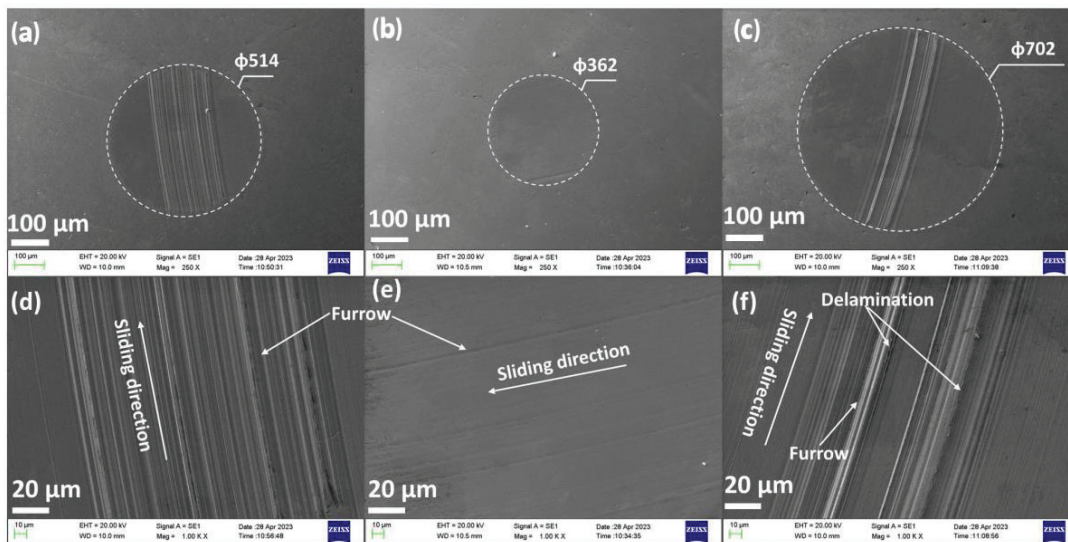 (a)
ϕ514
100 μm
100 μm
EHT = 20.00 kV
WD = 10.0 mm
Signal A = SE1
Mag = 250 X
Date :28 Apr 2023
Time :10:50:31
ZEISS
(b)
ϕ362
100 μm
100 μm
EHT = 20.00 kV
WD = 10.5 mm
Signal A = SE1
Mag = 250 X
Date :28 Apr 2023
Time :10:36:04
ZEISS
(c)
ϕ702
100 μm
100 μm
EHT = 20.00 kV
WD = 10.0 mm
Signal A = SE1
Mag = 250 X
Date :28 Apr 2023
Time :11:09:38
ZEISS
(d)
Sliding direction
Furrow
20 μm
10 μm
EHT = 20.00 kV
WD = 10.0 mm
Signal A = SE1
Mag = 1.00 K X
Date :28 Apr 2023
Time :10:56:48
ZEISS
(e)
Sliding direction
20 μm
10 μm
EHT = 20.00 kV
WD = 10.5 mm
Signal A = SE1
Mag = 1.00 K X
Date :28 Apr 2023
Time :10:34:35
ZEISS
(f)
Delamination
Sliding direction
Furrow
20 μm
10 μm
EHT = 20.00 kV
WD = 10.0 mm
Signal A = SE1
Mag = 1.00 K X
Date :28 Apr 2023
Time :11:08:56
ZEISS